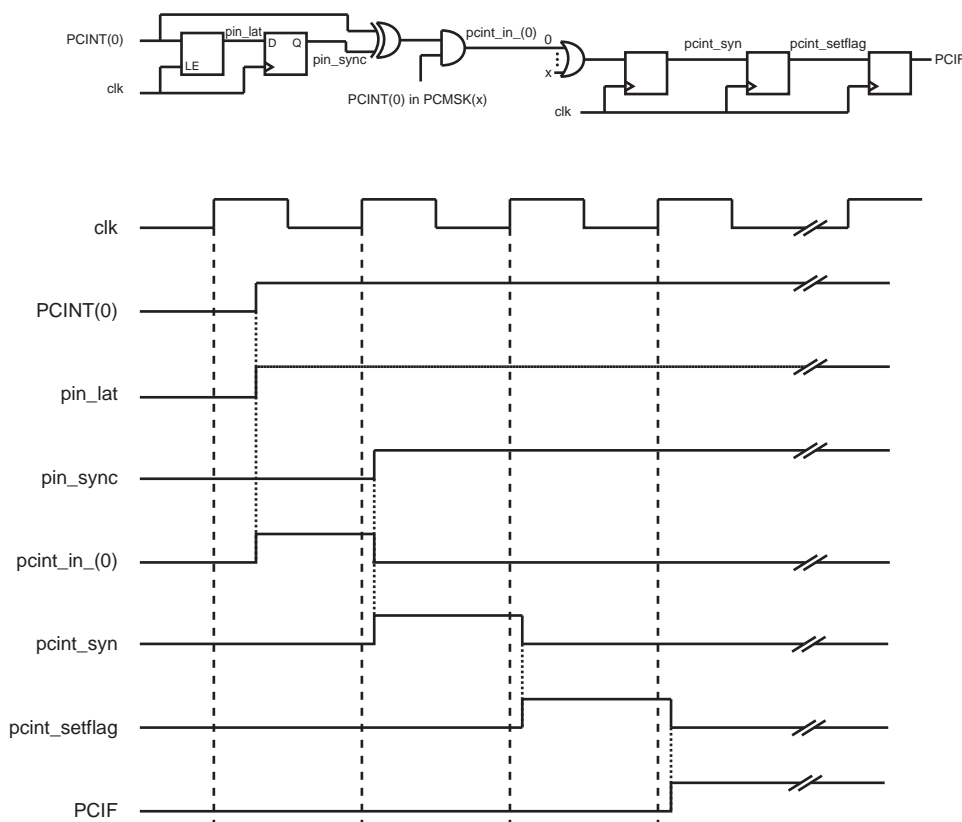 PCINT(0)
pin_lat
D Q
LE
pin_sync
clk
PCINT(0) in PCMSK(x)
pcint_in_(0)
0
x
pcint_syn
pcint_setflag
PCIF
clk
clk
PCINT(0)
pin_lat
pin_sync
pcint_in_(0)
pcint_syn
pcint_setflag
PCIF